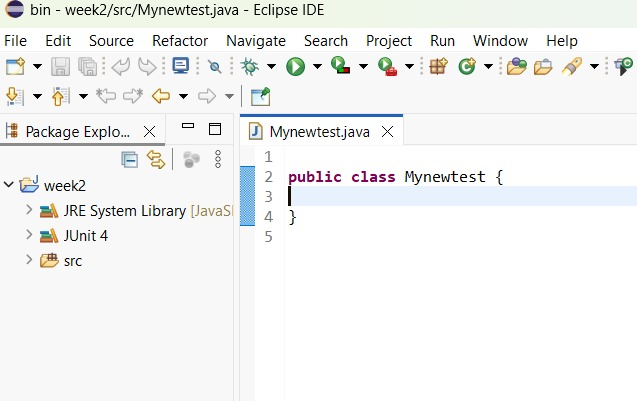 bin - week2/src/Mynewtest.java - Eclipse IDE
File Edit Source Refactor Navigate Search Project Run Window Help
Package Explo...
Mynewtest.java
week2
JRE System Library [JavaSI
JUnit 4
src
1
2 public class Mynewtest {
3
4 }
5